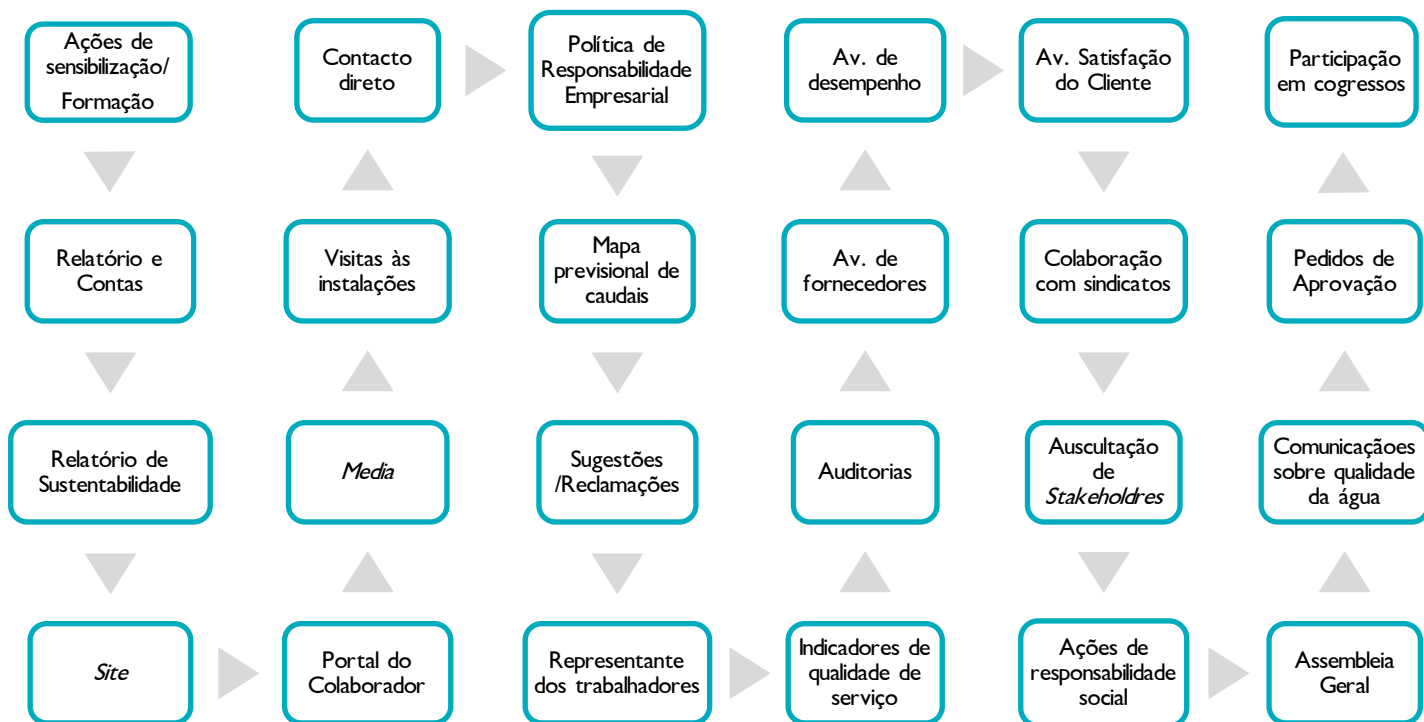 Ações de
sensibilização/
Formação
Relatório e
Contas
Relatório de
Sustentabilidade
Site
Portal do
Colaborador
Media
Visitas às
instalações
Contacto
direto
Política de
Responsabilidade
Empresarial
Mapa
previsional de
caudais
Sugestões
/Reclamações
Representante
dos trabalhadores
Indicadores de
qualidade de
serviço
Auditorias
Av. de
fornecedores
Av. de
desempenho
Av. Satisfação
do Cliente
Colaboração
com sindicatos
Auscultação
de
Stakeholdres
Ações de
responsabilidade
social
Assembleia
Geral
Comunicaçãoes
sobre qualidade
da água
Pedidos de
Aprovação
Participação
em cogressos